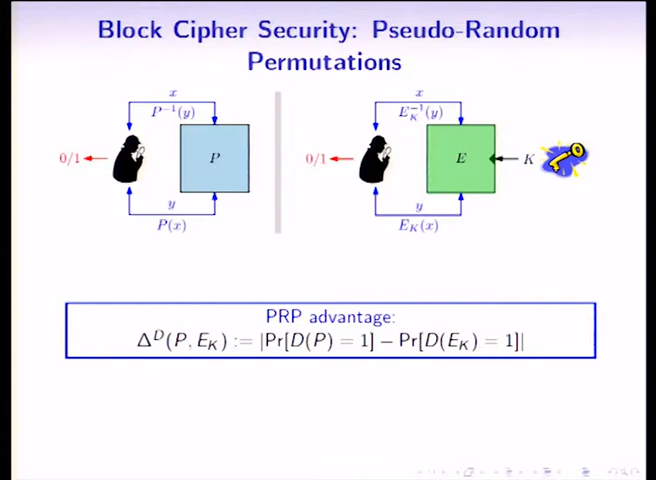 Block Cipher Security: Pseudo-Random
Permutations
x
P⁻¹(y)
0/1
P
y
P(x)
x
E_K⁻¹(y)
0/1
E
K
y
E_K(x)
PRP advantage:
Δ^D(P, E_K) := |Pr[D(P) = 1] − Pr[D(E_K) = 1]|